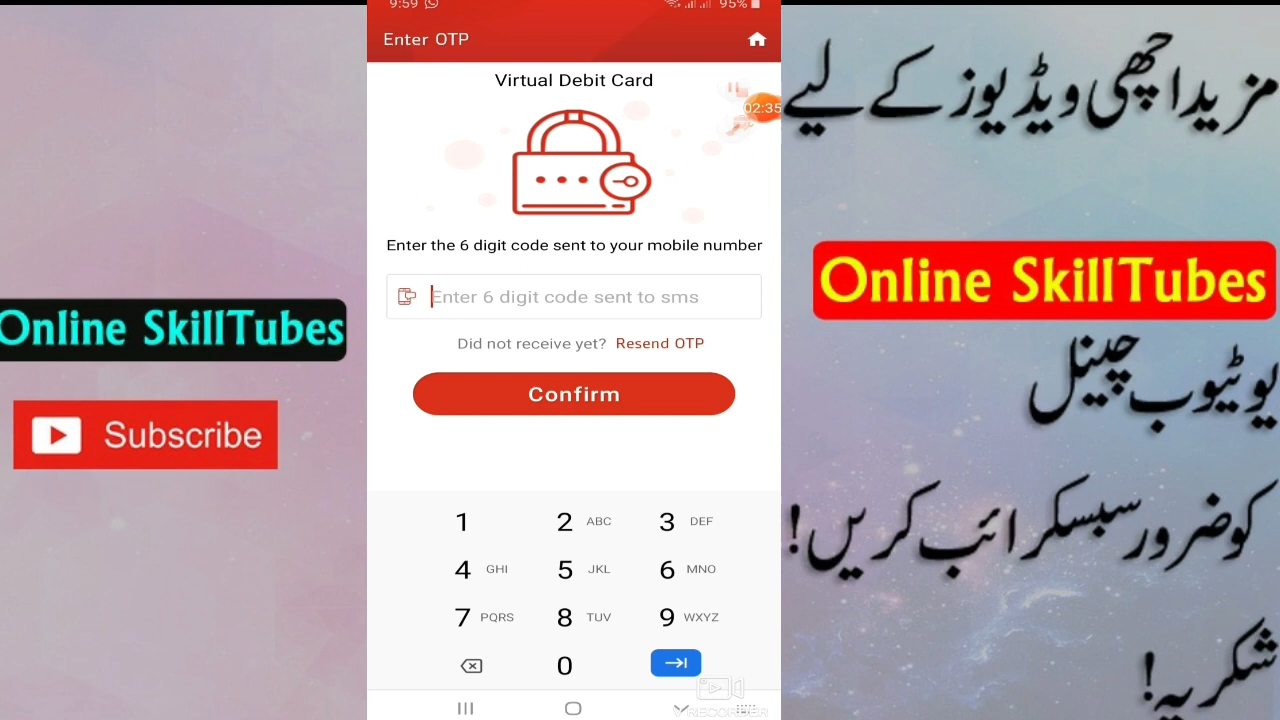 Online SkillTubes
Subscribe
9:59
95%
Enter OTP
Virtual Debit Card
02:35
Enter the 6 digit code sent to your mobile number
Enter 6 digit code sent to sms
Did not receive yet? Resend OTP
Confirm
1 2 ABC 3 DEF
4 GHI 5 JKL 6 MNO
7 PQRS 8 TUV 9 WXYZ
0
V RECORDER
مزید اچھی ویڈیوز کے لیے
Online SkillTubes
یوٹیوب چینل
کو ضرور سبسکرائب کریں!
شکریہ!